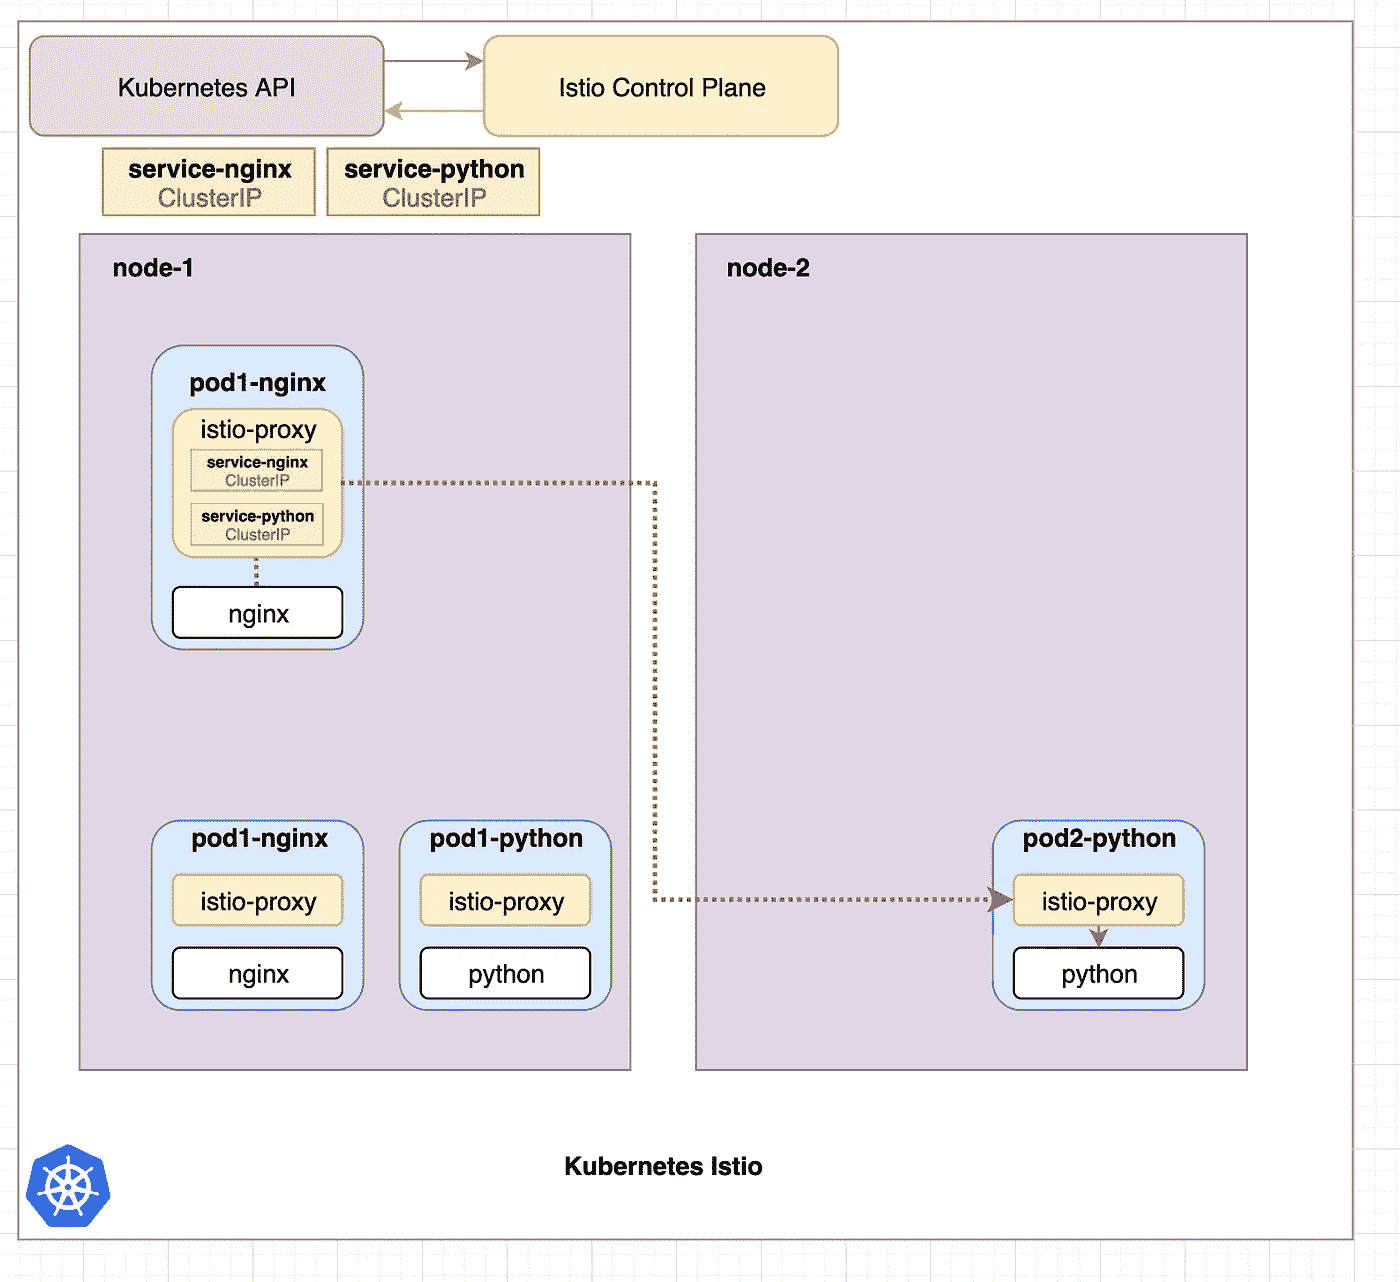 Kubernetes API
Istio Control Plane
service-nginx
ClusterIP
service-python
ClusterIP
node-1
node-2
pod1-nginx
istio-proxy
service-nginx
ClusterIP
service-python
ClusterIP
nginx
pod1-nginx
istio-proxy
nginx
pod1-python
istio-proxy
python
pod2-python
istio-proxy
python
Kubernetes Istio